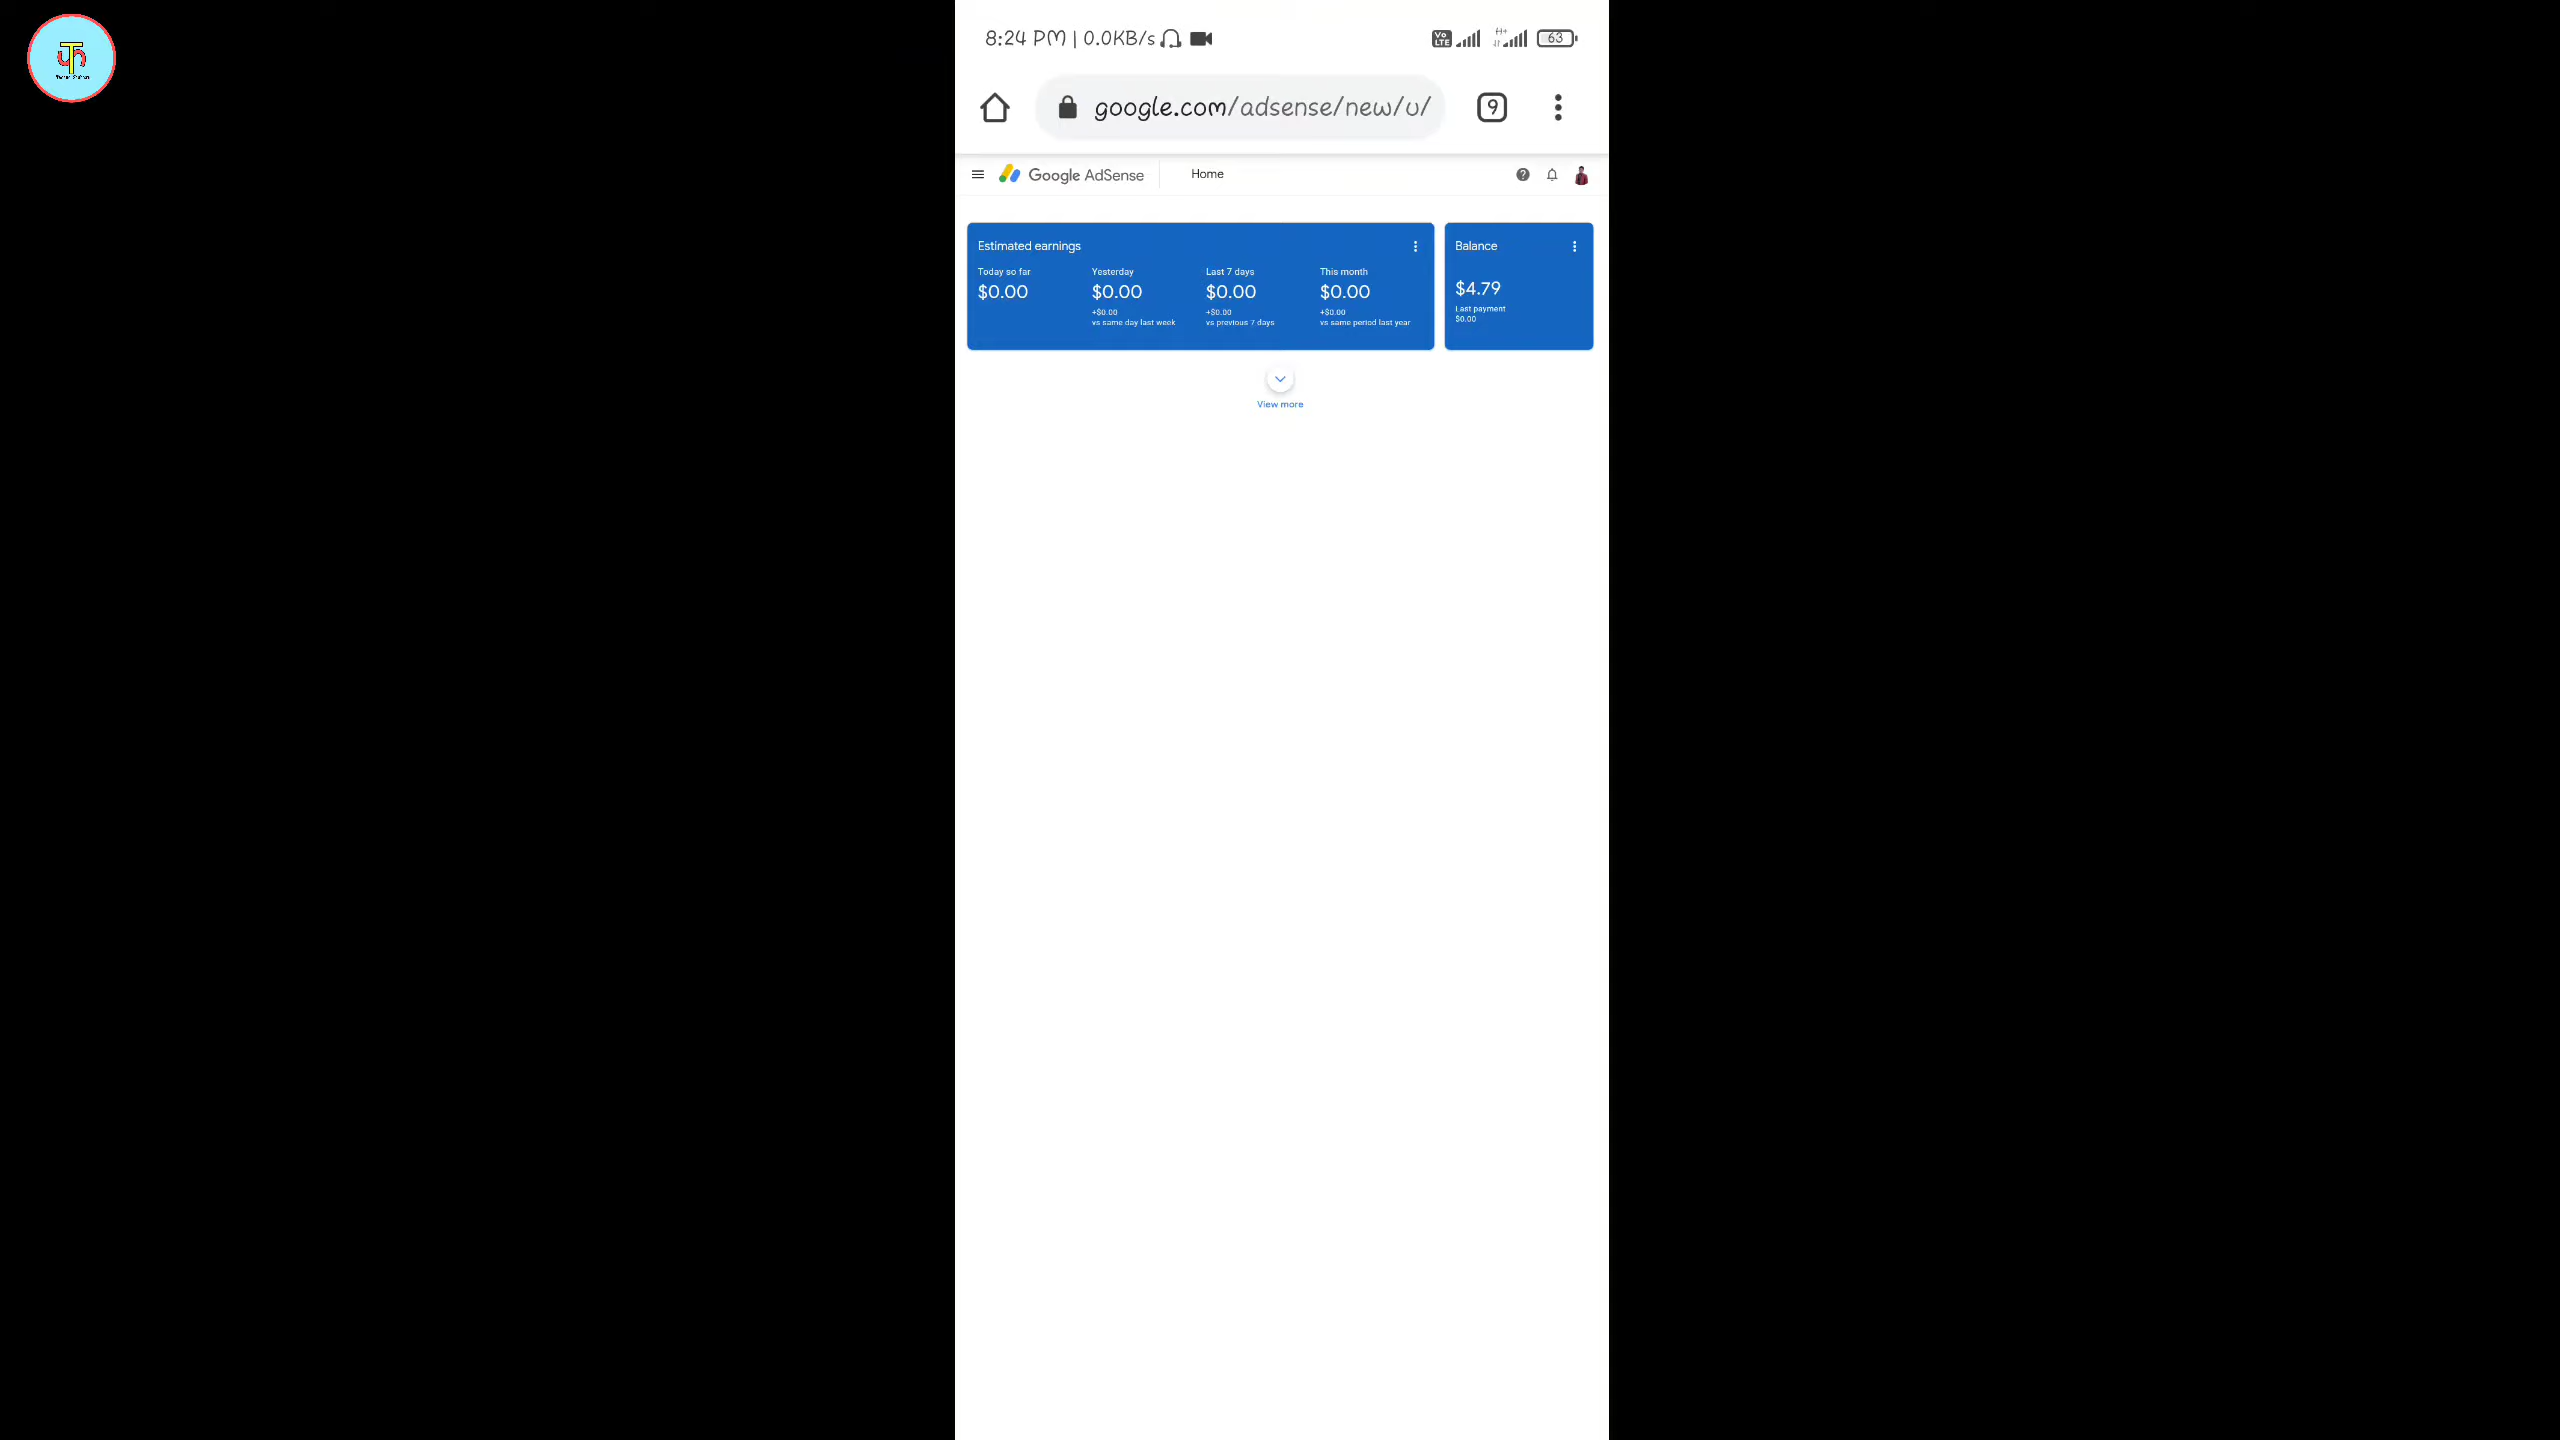 8:24 PM | 0.0KB/s
Vo LTE
H+
63
google.com/adsense/new/u/
9
Google AdSense
Home
Estimated earnings
Today so far
$0.00
Yesterday
$0.00
+$0.00
vs same day last week
Last 7 days
$0.00
+$0.00
vs previous 7 days
This month
$0.00
+$0.00
vs same period last year
Balance
$4.79
Last payment
$0.00
View more